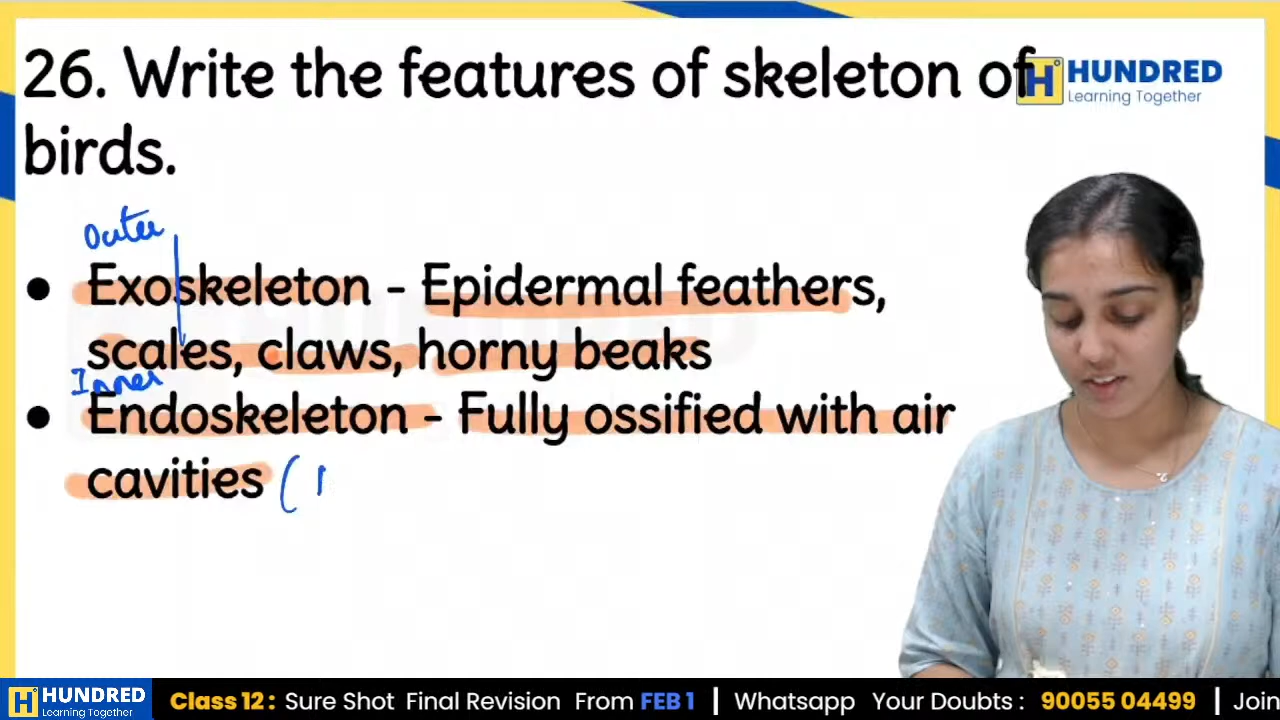 26. Write the features of skeleton of
birds.
HUNDRED
Learning Together
Outer
• Exoskeleton - Epidermal feathers,
scales, claws, horny beaks
Inner
• Endoskeleton - Fully ossified with air
cavities (
HUNDRED
Learning Together
Class 12 : Sure Shot Final Revision From FEB 1 | Whatsapp Your Doubts : 90055 04499 | Join